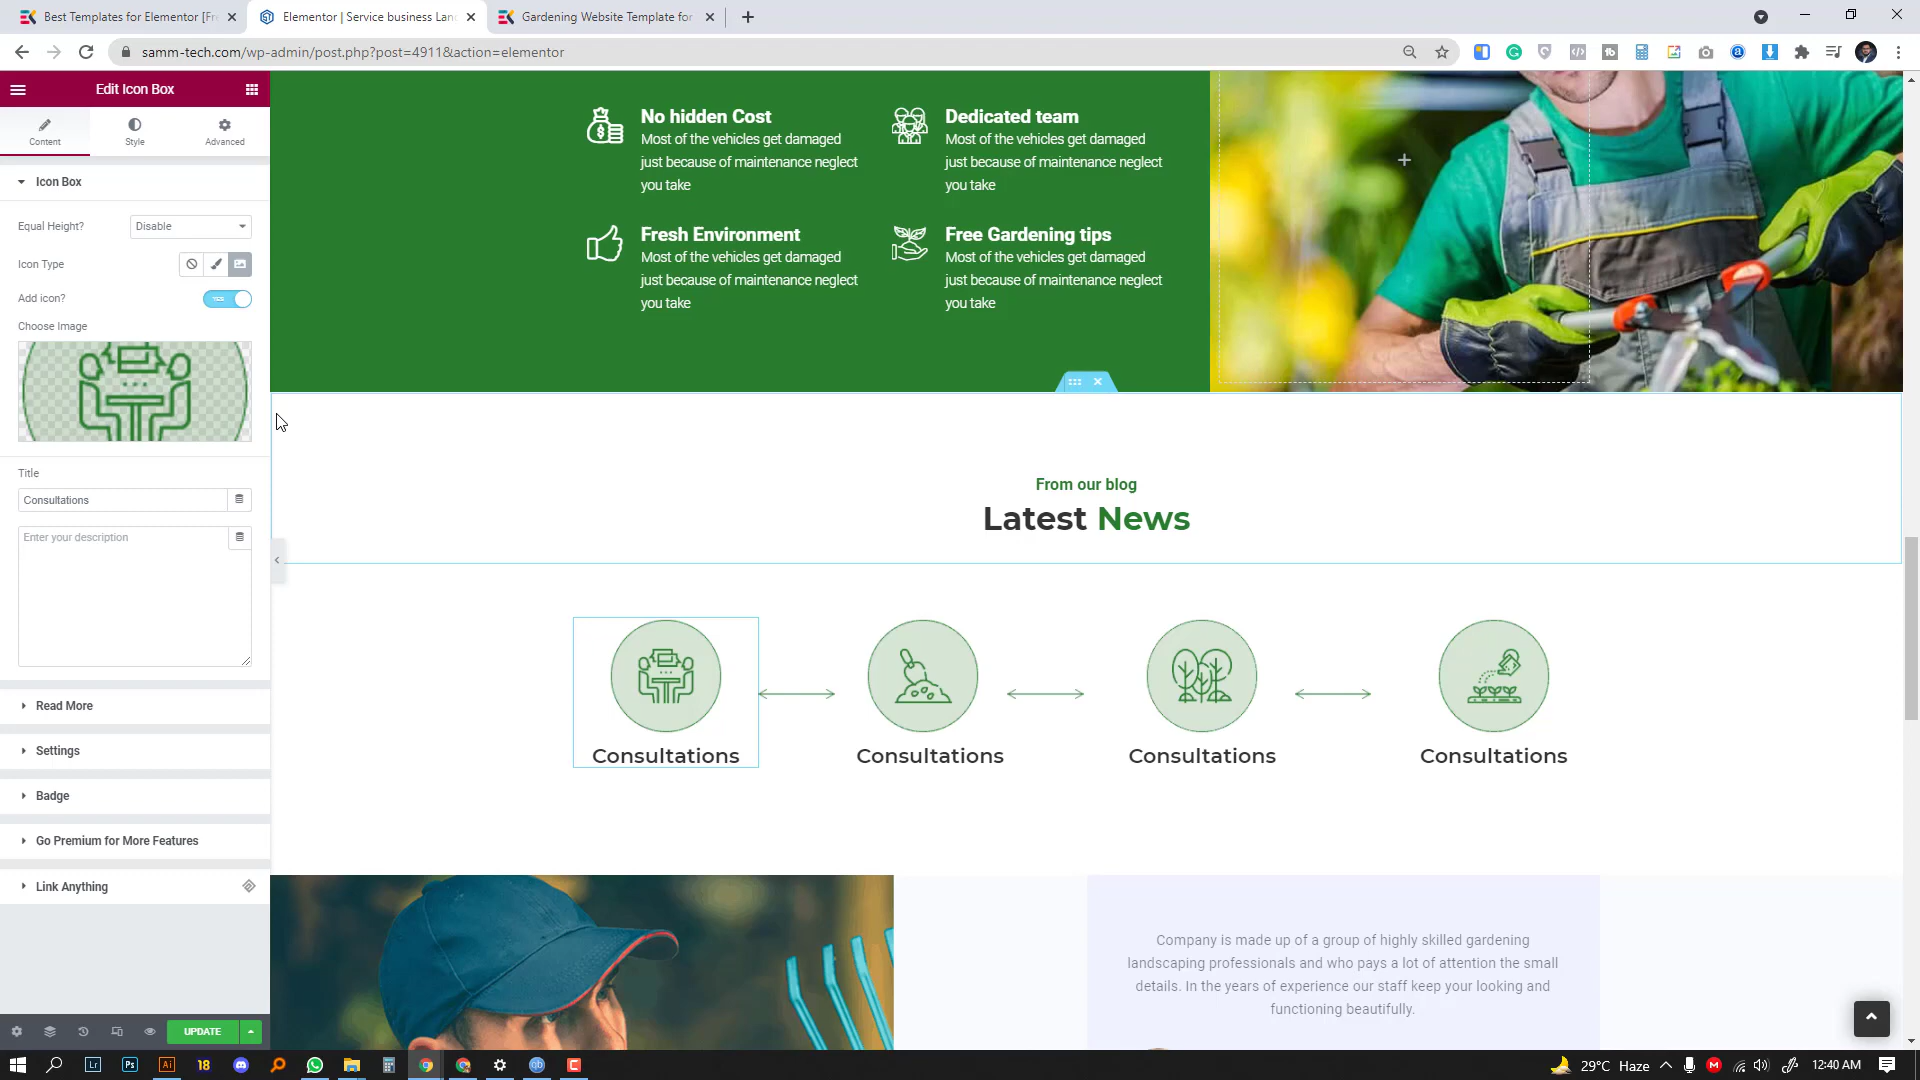 Best Templates for Elementor [Fr
Elementor | Service business Lan
Gardening Website Template for
samm-tech.com/wp-admin/post.php?post=4911&action=elementor
Edit Icon Box
Content
Style
Advanced
Icon Box
Equal Height?
Disable
Icon Type
Add icon?
YES
Choose Image
Title
Consultations
Enter your description
Read More
Settings
Badge
Go Premium for More Features
Link Anything
UPDATE
No hidden Cost
Most of the vehicles get damaged
just because of maintenance neglect
you take
Dedicated team
Most of the vehicles get damaged
just because of maintenance neglect
you take
Fresh Environment
Most of the vehicles get damaged
just because of maintenance neglect
you take
Free Gardening tips
Most of the vehicles get damaged
just because of maintenance neglect
you take
From our blog
Latest News
Consultations
Consultations
Consultations
Consultations
Company is made up of a group of highly skilled gardening
landscaping professionals and who pays a lot of attention the small
details. In the years of experience our staff keep your looking and
functioning beautifully.
Lr
Ps
Ai
18
qb
29°C Haze
12:40 AM